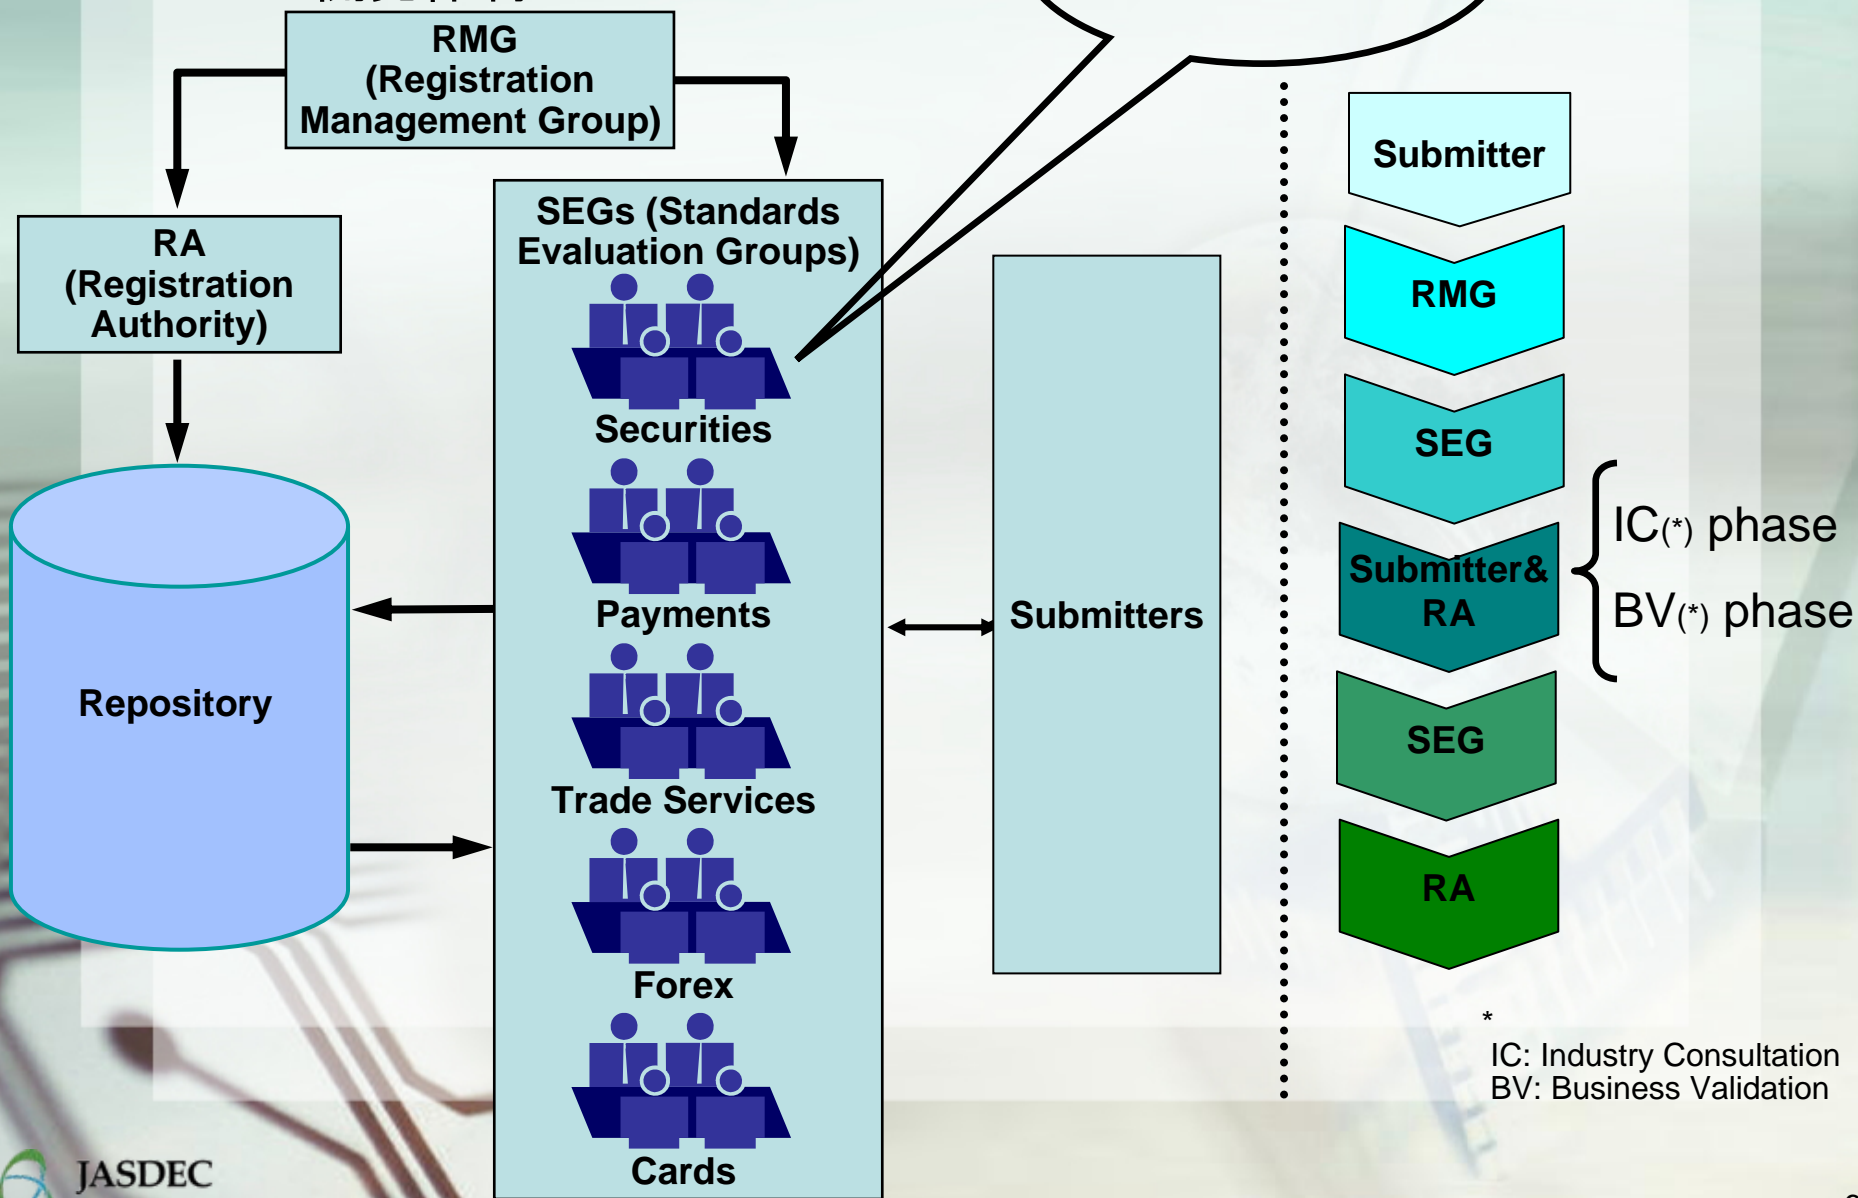 RMG
(Registration
Management Group)
RA
(Registration
Authority)
SEGs (Standards
Evaluation Groups)
Securities
Payments
Trade Services
Forex
Cards
Repository
Submitters
Submitter
RMG
SEG
Submitter&
RA
SEG
RA
IC(*) phase
BV(*) phase
*
IC: Industry Consultation
BV: Business Validation
JASDEC